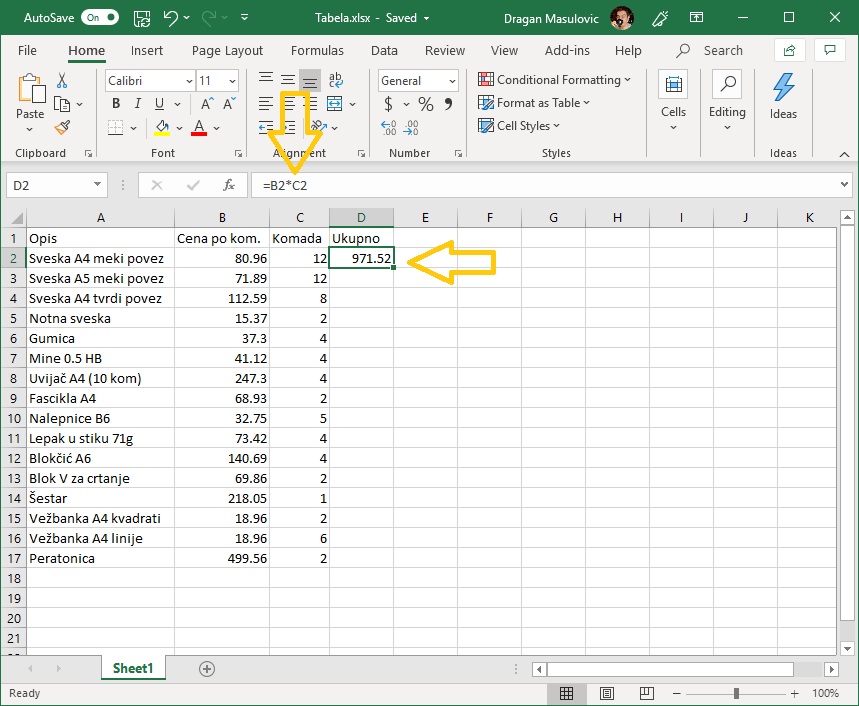 AutoSave On Tabela.xlsx - Saved Dragan Masulovic
File Home Insert Page Layout Formulas Data Review View Add-ins Help Search
Calibri 11 ab c General Conditional Formatting
Paste B I U A A $ % 9 Format as Table Cells Editing Ideas
A Cell Styles
Clipboard Font Alignment Number Styles Ideas
D2 fx =B2*C2
A B C D E F G H I J K
1 Opis Cena po kom. Komada Ukupno
2 Sveska A4 meki povez 80.96 12 971.52
3 Sveska A5 meki povez 71.89 12
4 Sveska A4 tvrdi povez 112.59 8
5 Notna sveska 15.37 2
6 Gumica 37.3 4
7 Mine 0.5 HB 41.12 4
8 Uvijač A4 (10 kom) 247.3 4
9 Fascikla A4 68.93 2
10 Nalepnice B6 32.75 5
11 Lepak u stiku 71g 73.42 4
12 Blokčić A6 140.69 4
13 Blok V za crtanje 69.86 2
14 Šestar 218.05 1
15 Vežbanka A4 kvadrati 18.96 2
16 Vežbanka A4 linije 18.96 6
17 Peratonica 499.56 2
18
19
20
21
Sheet1
Ready 100%